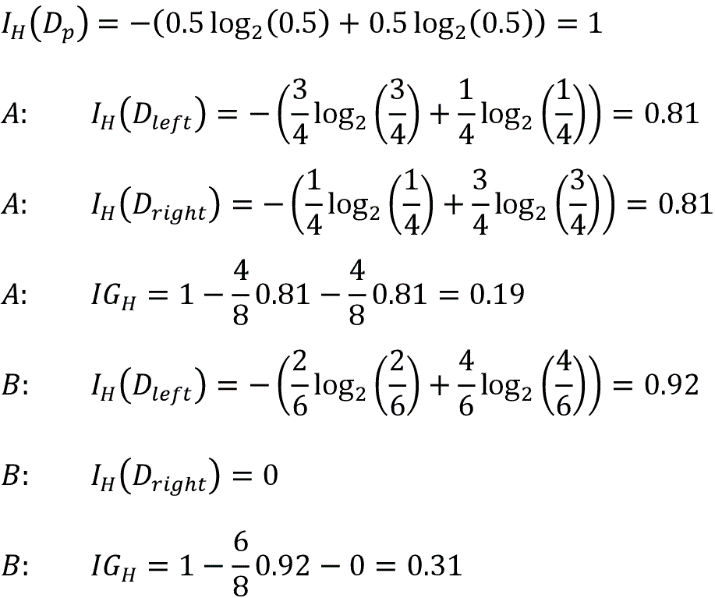 I_H(D_p) = −(0.5 log₂(0.5) + 0.5 log₂(0.5)) = 1
A: I_H(D_left) = −(3/4 log₂(3/4) + 1/4 log₂(1/4)) = 0.81
A: I_H(D_right) = −(1/4 log₂(1/4) + 3/4 log₂(3/4)) = 0.81
A: IG_H = 1 − 4/8 0.81 − 4/8 0.81 = 0.19
B: I_H(D_left) = −(2/6 log₂(2/6) + 4/6 log₂(4/6)) = 0.92
B: I_H(D_right) = 0
B: IG_H = 1 − 6/8 0.92 − 0 = 0.31